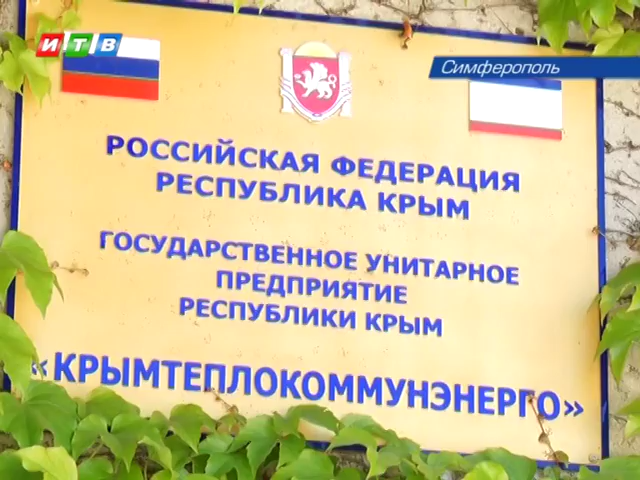 ИТВ
Симферополь
РОССИЙСКАЯ ФЕДЕРАЦИЯ
РЕСПУБЛИКА КРЫМ
ГОСУДАРСТВЕННОЕ УНИТАРНОЕ
ПРЕДПРИЯТИЕ
РЕСПУБЛИКИ КРЫМ
«КРЫМТЕПЛОКОММУНЭНЕРГО»